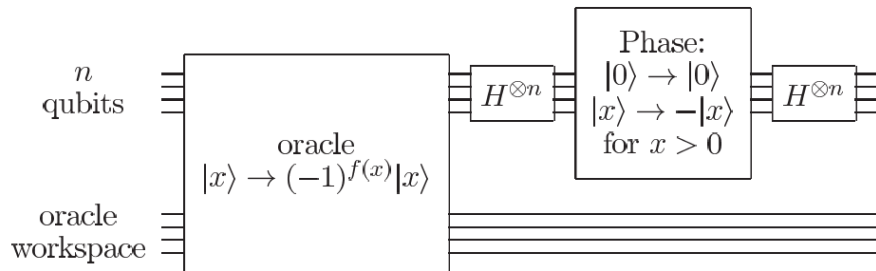 n
qubits
oracle
|x⟩ → (−1)^{f(x)}|x⟩
H^{⊗n}
Phase:
|0⟩ → |0⟩
|x⟩ → −|x⟩
for x > 0
H^{⊗n}
oracle
workspace